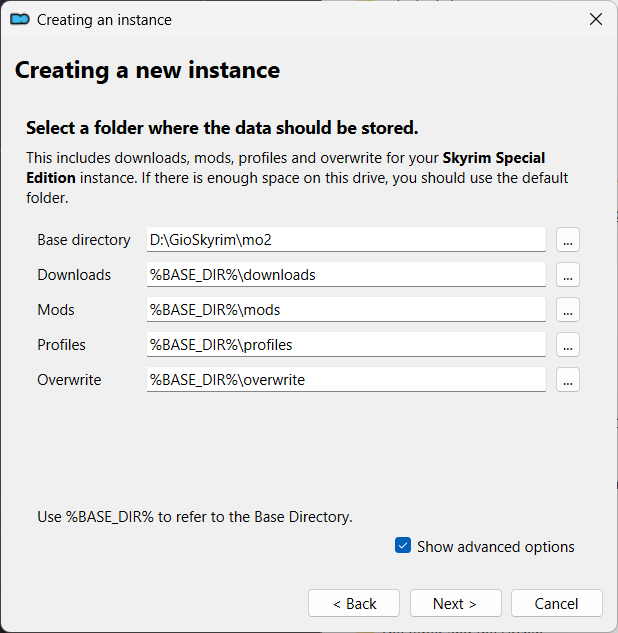 Creating an instance
Creating a new instance
Select a folder where the data should be stored.
This includes downloads, mods, profiles and overwrite for your Skyrim Special
Edition instance. If there is enough space on this drive, you should use the default
folder.
Base directory D:\GioSkyrim\mo2 ...
Downloads %BASE_DIR%\downloads ...
Mods %BASE_DIR%\mods ...
Profiles %BASE_DIR%\profiles ...
Overwrite %BASE_DIR%\overwrite ...
Use %BASE_DIR% to refer to the Base Directory.
Show advanced options
< Back Next > Cancel